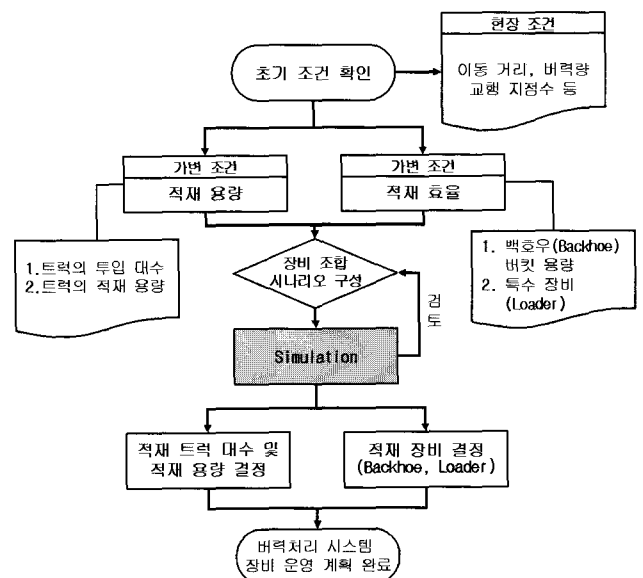 현장 조건
초기 조건 확인
이동 거리, 버력량
교행 지점수 등
가변 조건
적재 용량
가변 조건
적재 효율
1.트럭의 투입 대수
2.트럭의 적재 용량
장비 조합
시나리오 구성
1. 백호우(Backhoe)
버킷 용량
2. 특수 장비
(Loader)
검토
Simulation
적재 트럭 대수 및
적재 용량 결정
적재 장비 결정
(Backhoe, Loader)
버력처리 시스템
장비 운영 계획 완료